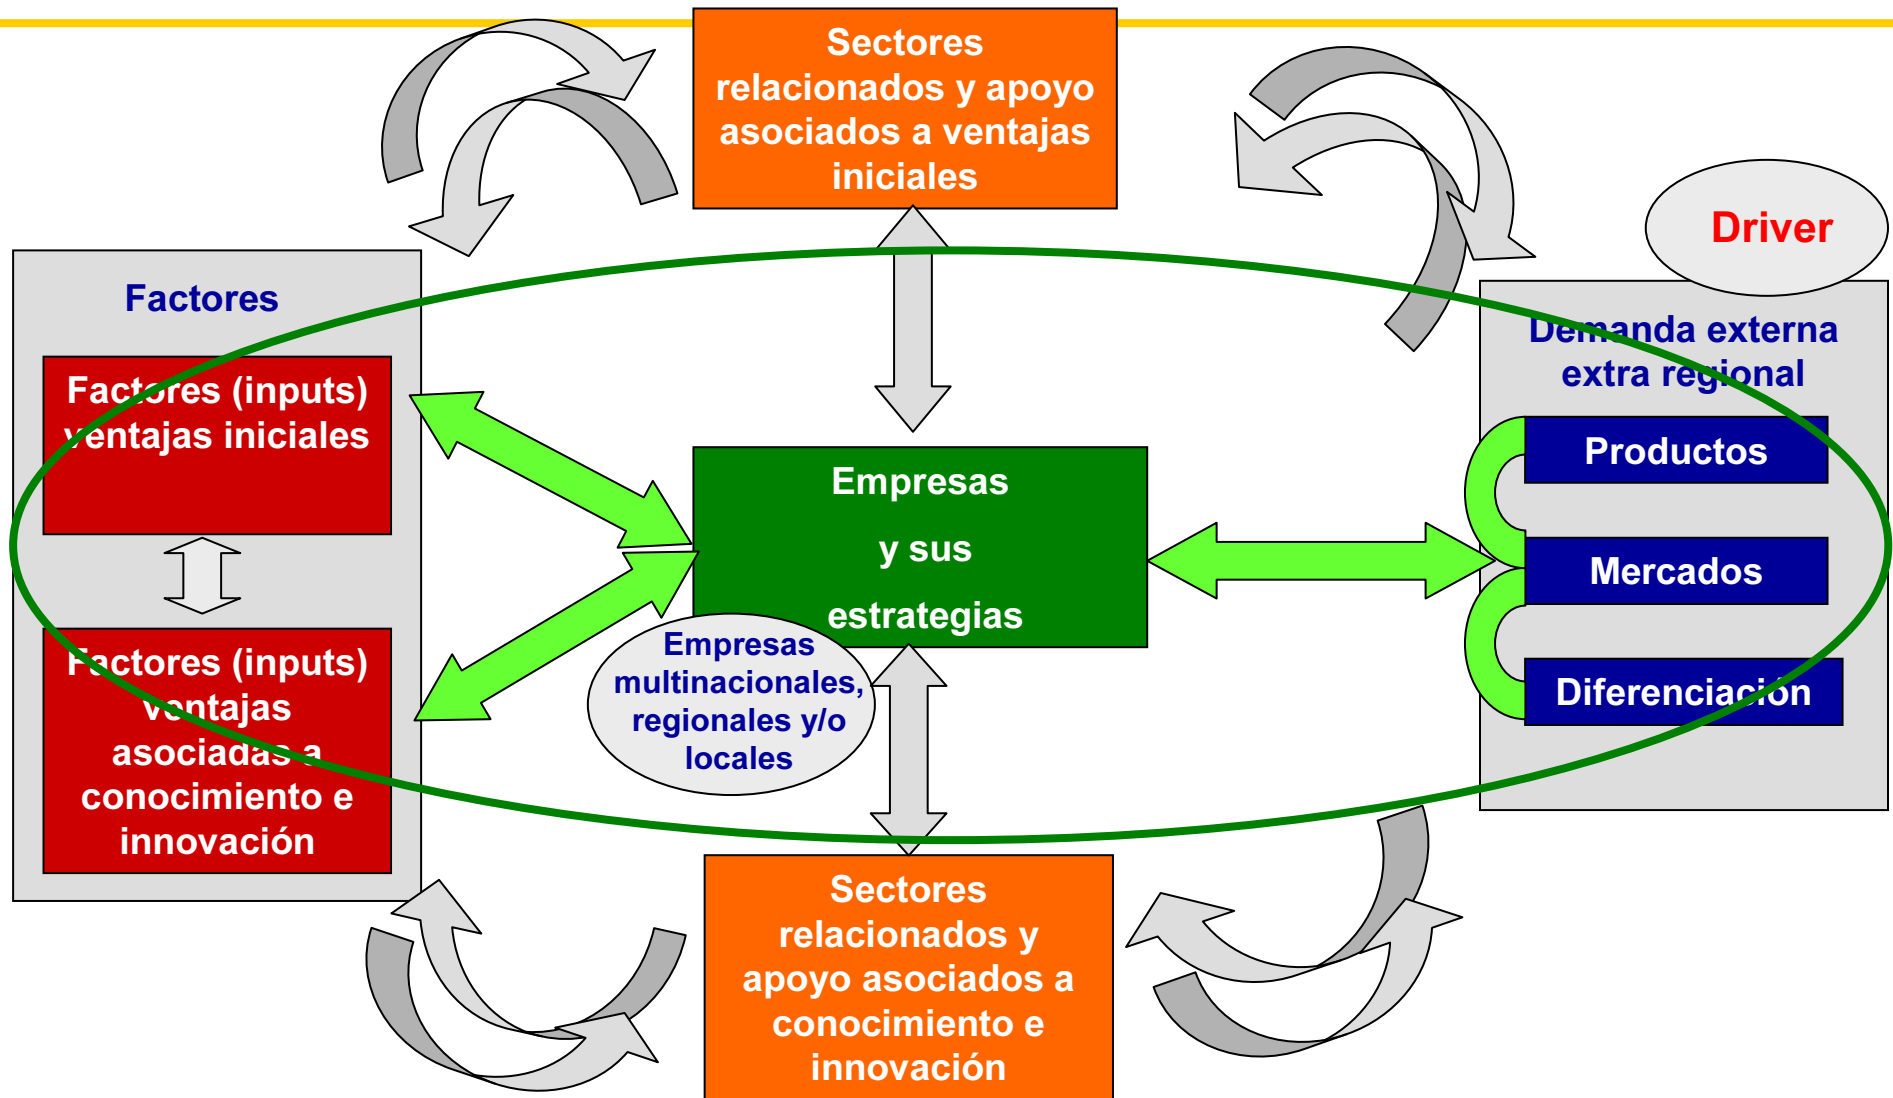 Sectores
relacionados y apoyo
asociados a ventajas
iniciales
Driver
Factores
Factores (inputs)
ventajas iniciales
Factores (inputs)
ventajas
asociadas a
conocimiento e
innovación
Empresas
y sus
estrategias
Empresas
multinacionales,
regionales y/o
locales
Demanda externa
extra regional
Productos
Mercados
Diferenciación
Sectores
relacionados y
apoyo asociados a
conocimiento e
innovación